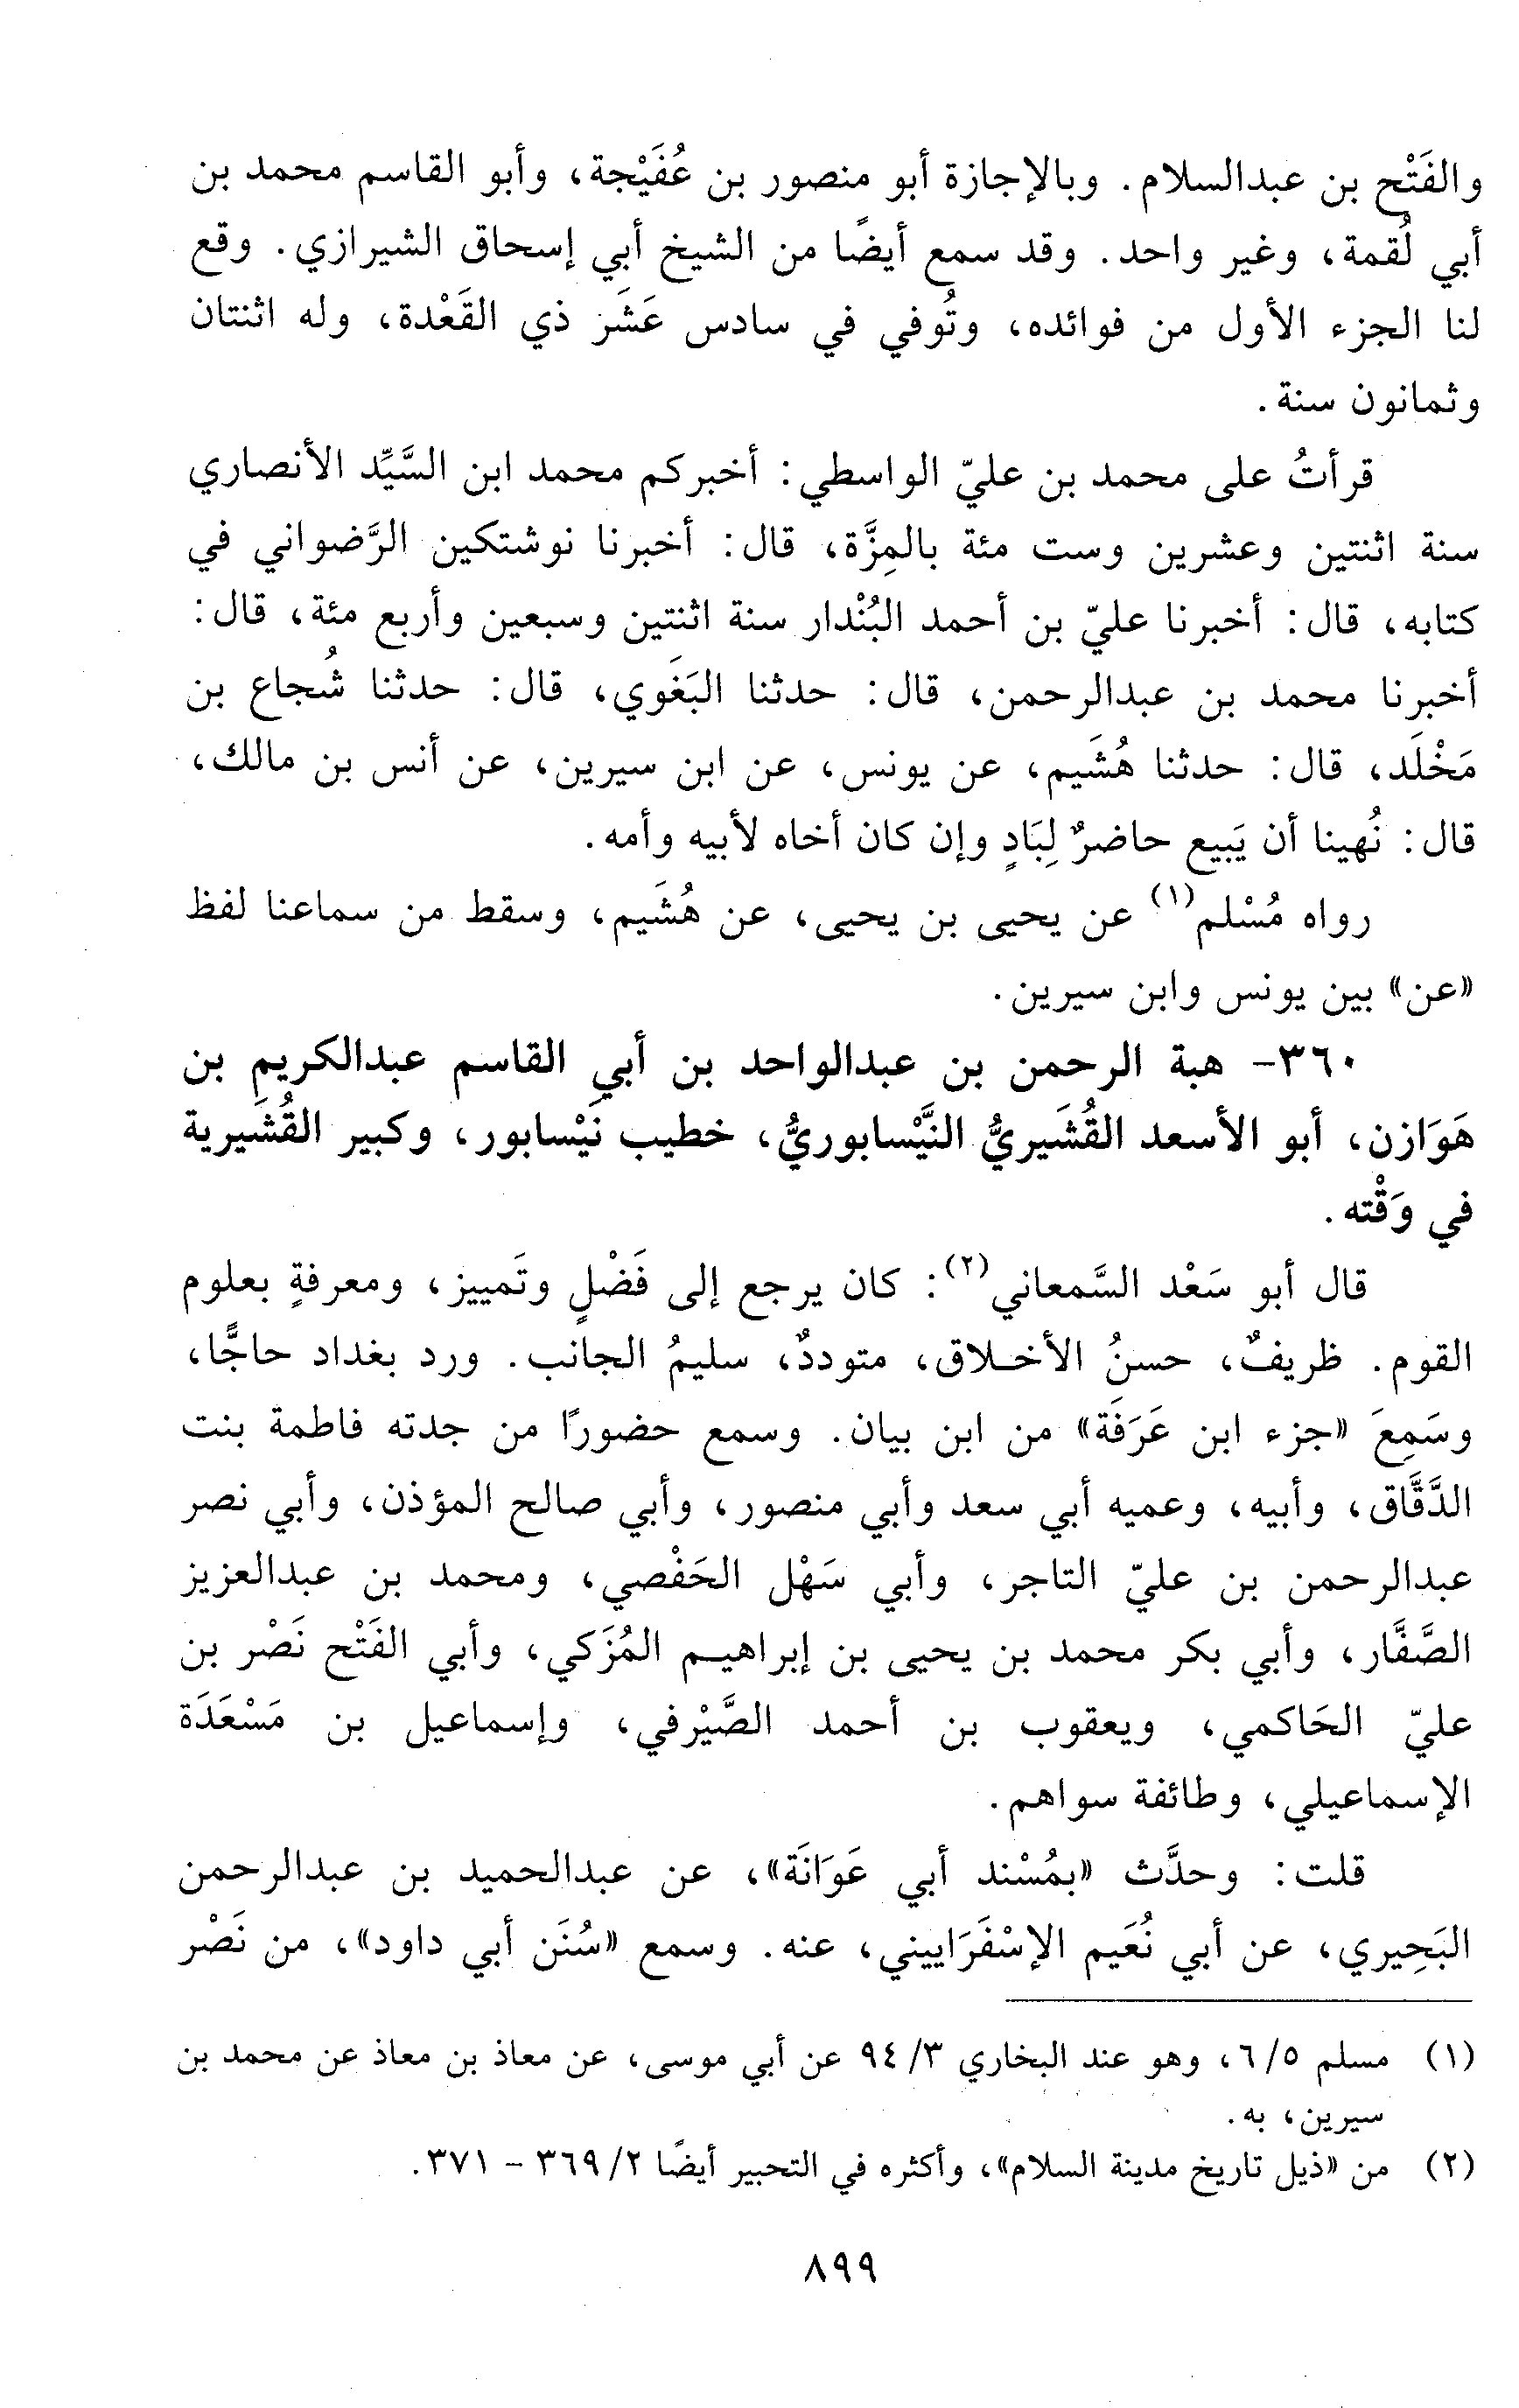 والفَتْح بن عبدالسلام. وبالإجازة أبو منصور بن عُفَيْجة، وأبو القاسم محمد بن
أبي لُقمة، وغير واحد. وقد سمع أيضًا من الشيخ أبي إسحاق الشيرازي. وقع
لنا الجزء الأول من فوائده، وتُوفي في سادس عَشَر ذي القَعْدة، وله اثنتان
وثمانون سنة.
قرأتُ على محمد بن عليّ الواسطي: أخبركم محمد ابن السَّيِّد الأنصاري
سنة اثنتين وعشرين وست مئة بالمِزَّة، قال: أخبرنا نوشتكين الرَّضواني في
كتابه، قال: أخبرنا عليّ بن أحمد البُنْدار سنة اثنتين وسبعين وأربع مئة، قال:
أخبرنا محمد بن عبدالرحمن، قال: حدثنا البَغَوي، قال: حدثنا شُجاع بن
مَخْلَد، قال: حدثنا هُشَيم، عن يونس، عن ابن سيرين، عن أنس بن مالك،
قال: نُهينا أن يَبيع حاضرٌ لِبَادٍ وإن كان أخاه لأبيه وأمه.
رواه مُسْلم(١) عن يحيى بن يحيى، عن هُشَيم، وسقط من سماعنا لفظ
«عن» بين يونس وابن سيرين.
٣٦٠- هبة الرحمن بن عبدالواحد بن أبي القاسم عبدالكريم بن
هَوَازن، أبو الأسعد القُشَيريُّ النَّيْسابوريُّ، خطيب نَيْسابور، وكبير القُشَيرية
في وَقْته.
قال أبو سَعْد السَّمعاني(٢): كان يرجع إلى فَضْلٍ وتَمييز، ومعرفةٍ بعلوم
القوم. ظريفٌ، حسنُ الأخلاق، متوددٌ، سليمُ الجانب. ورد بغداد حاجًّا،
وسَمِعَ «جزء ابن عَرَفَة» من ابن بيان. وسمع حضورًا من جدته فاطمة بنت
الدَّقَّاق، وأبيه، وعميه أبي سعد وأبي منصور، وأبي صالح المؤذن، وأبي نصر
عبدالرحمن بن عليّ التاجر، وأبي سَهْل الحَفْصي، ومحمد بن عبدالعزيز
الصَّفَّار، وأبي بكر محمد بن يحيى بن إبراهيم المُزَكي، وأبي الفَتْح نَصْر بن
عليّ الحَاكمي، ويعقوب بن أحمد الصَّيْرفي، وإسماعيل بن مَسْعَدَة
الإسماعيلي، وطائفة سواهم.
قلت: وحدَّث «بمُسْند أبي عَوَانَة»، عن عبدالحميد بن عبدالرحمن
البَحِيري، عن أبي نُعَيم الإسْفَرَاييني، عنه. وسمع «سُنَن أبي داود»، من نَصْر
(١) مسلم ٦/٥، وهو عند البخاري ٩٤/٣ عن أبي موسى، عن معاذ بن معاذ عن محمد بن
سيرين، به.
(٢) من «ذيل تاريخ مدينة السلام»، وأكثره في التحبير أيضًا ٣٦٩/٢ - ٣٧١.
٨٩٩